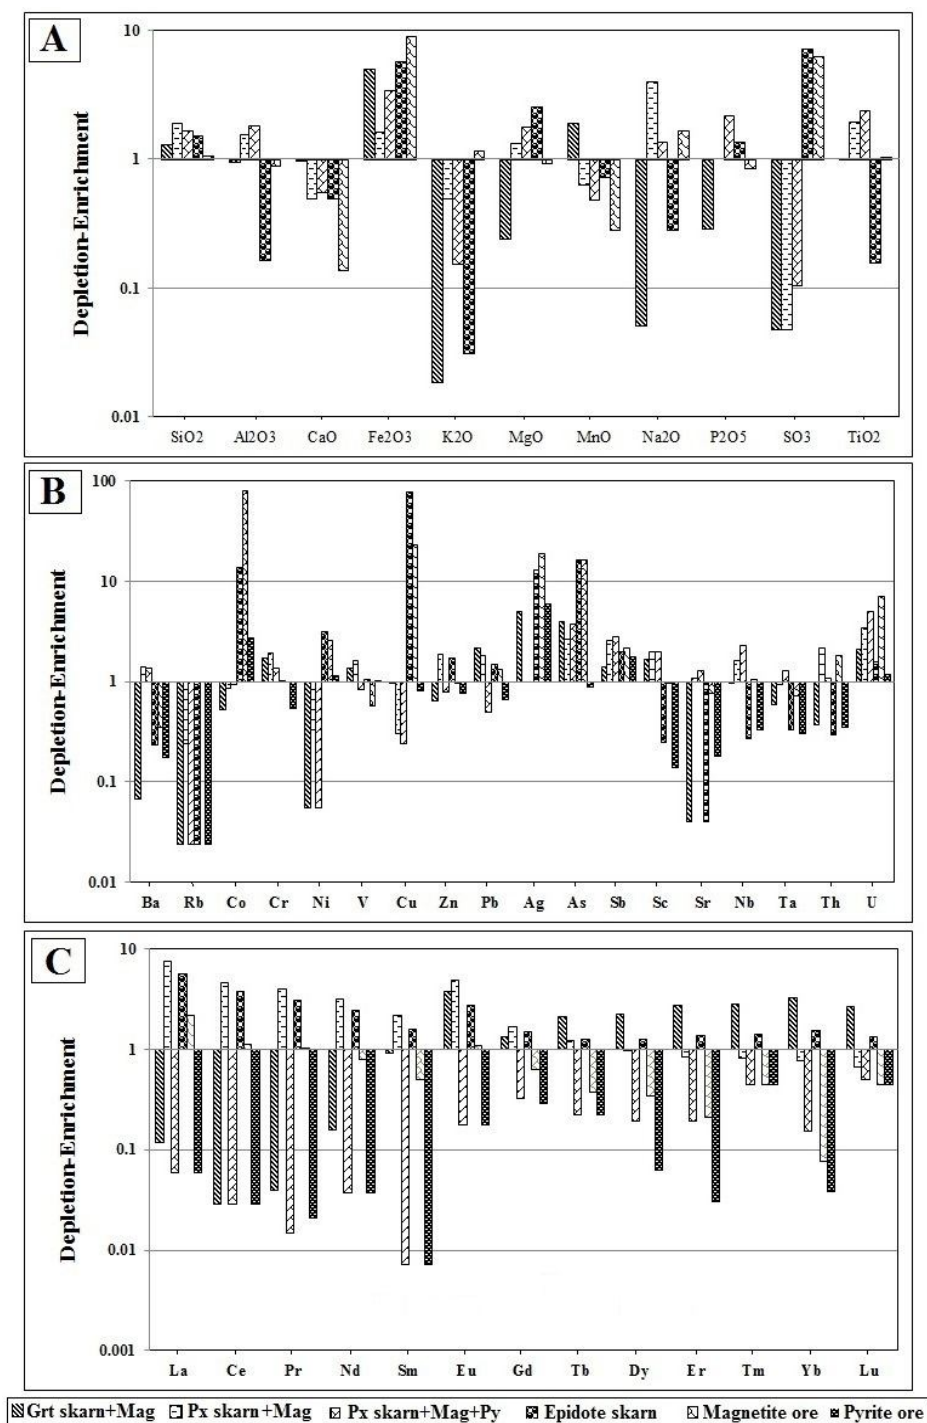 A
Depletion-Enrichment
10
1
0.1
0.01
SiO2 Al2O3 CaO Fe2O3 K2O MgO MnO Na2O P2O5 SO3 TiO2
B
Depletion-Enrichment
100
10
1
0.1
0.01
Ba Rb Co Cr Ni V Cu Zn Pb Ag As Sb Sc Sr Nb Ta Th U
C
Depletion-Enrichment
10
1
0.1
0.01
0.001
La Ce Pr Nd Sm Eu Gd Tb Dy Er Tm Yb Lu
Grt skarn+Mag Px skarn+Mag Px skarn+Mag+Py Epidote skarn Magnetite ore Pyrite ore